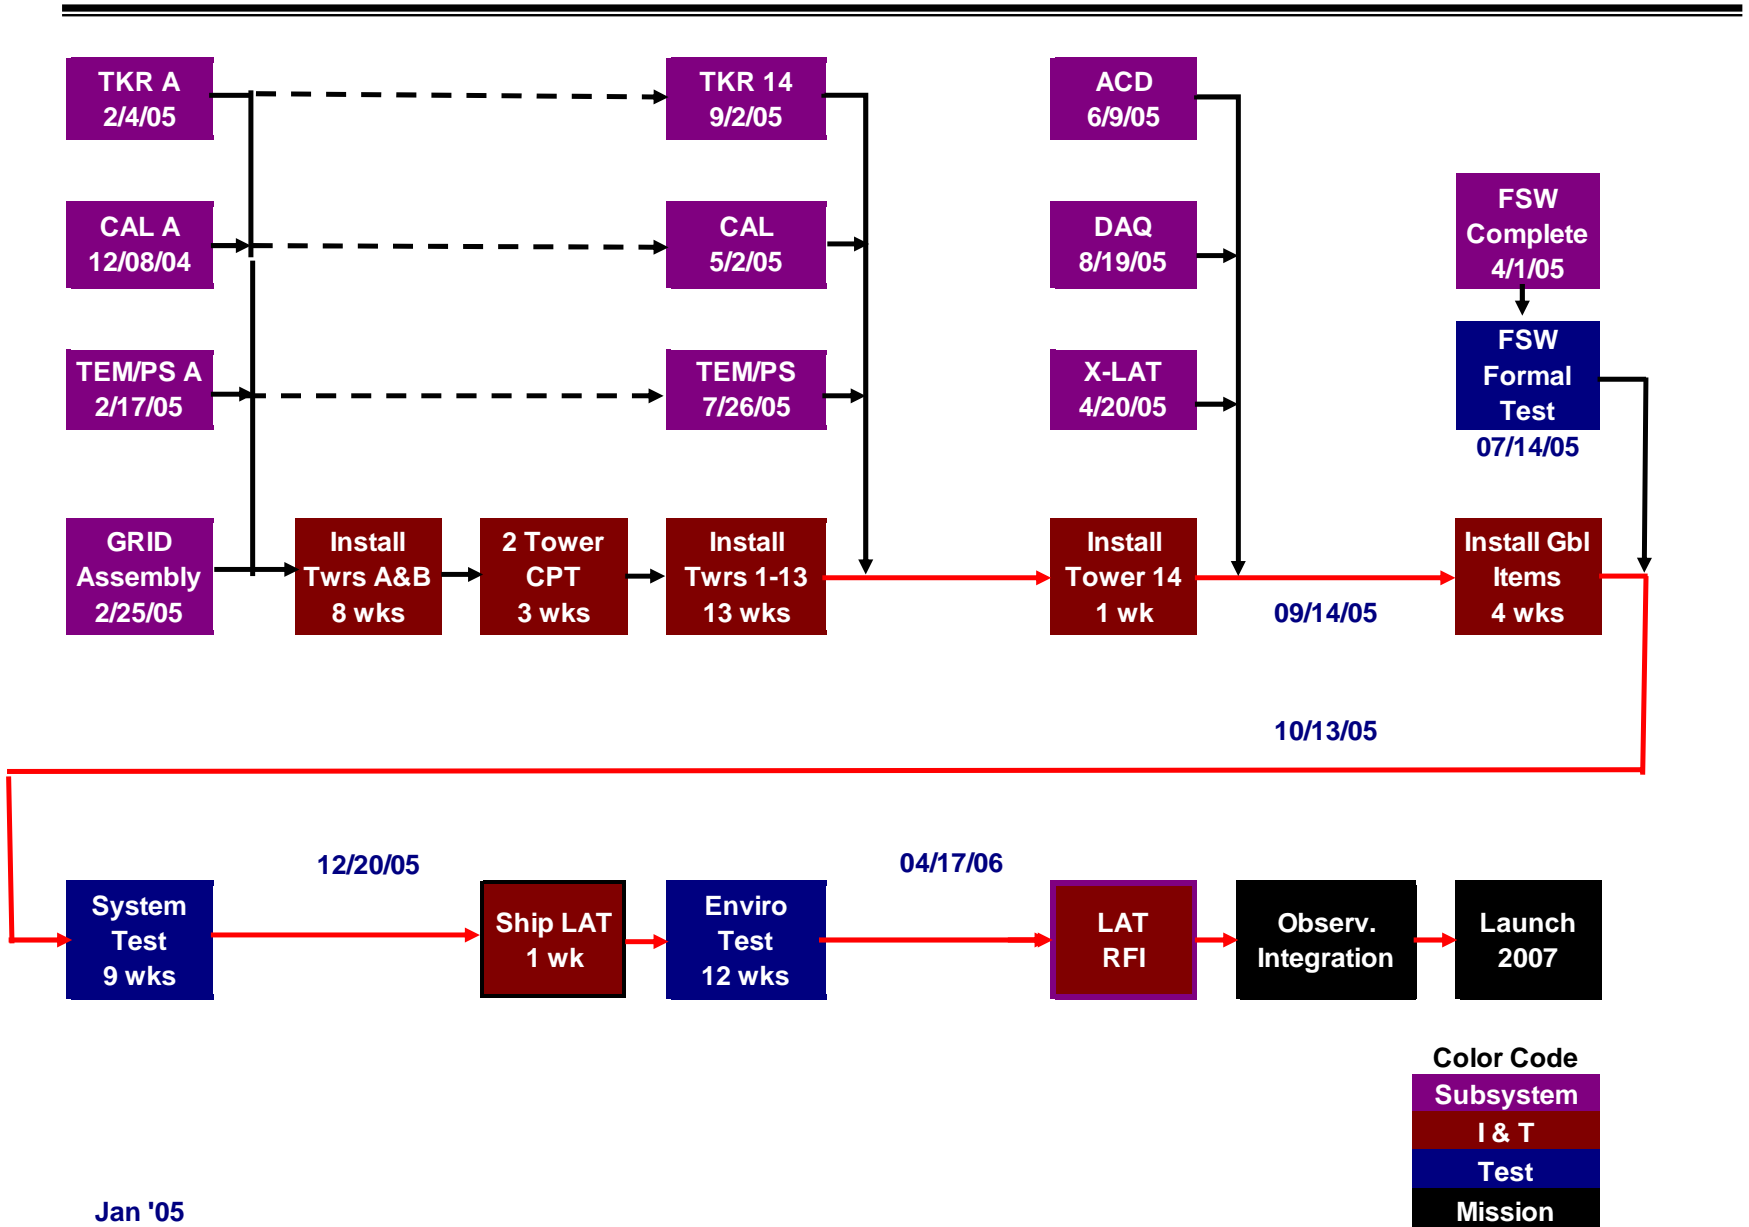 TKR A
2/4/05
TKR 14
9/2/05
ACD
6/9/05
CAL A
12/08/04
CAL
5/2/05
DAQ
8/19/05
FSW
Complete
4/1/05
TEM/PS A
2/17/05
TEM/PS
7/26/05
X-LAT
4/20/05
FSW
Formal
Test
07/14/05
GRID
Assembly
2/25/05
Install
Twrs A&B
8 wks
2 Tower
CPT
3 wks
Install
Twrs 1-13
13 wks
Install
Tower 14
1 wk
09/14/05
Install Gbl
Items
4 wks
10/13/05
12/20/05
04/17/06
System
Test
9 wks
Ship LAT
1 wk
Enviro
Test
12 wks
LAT
RFI
Observ.
Integration
Launch
2007
Color Code
Subsystem
I & T
Test
Mission
Jan '05